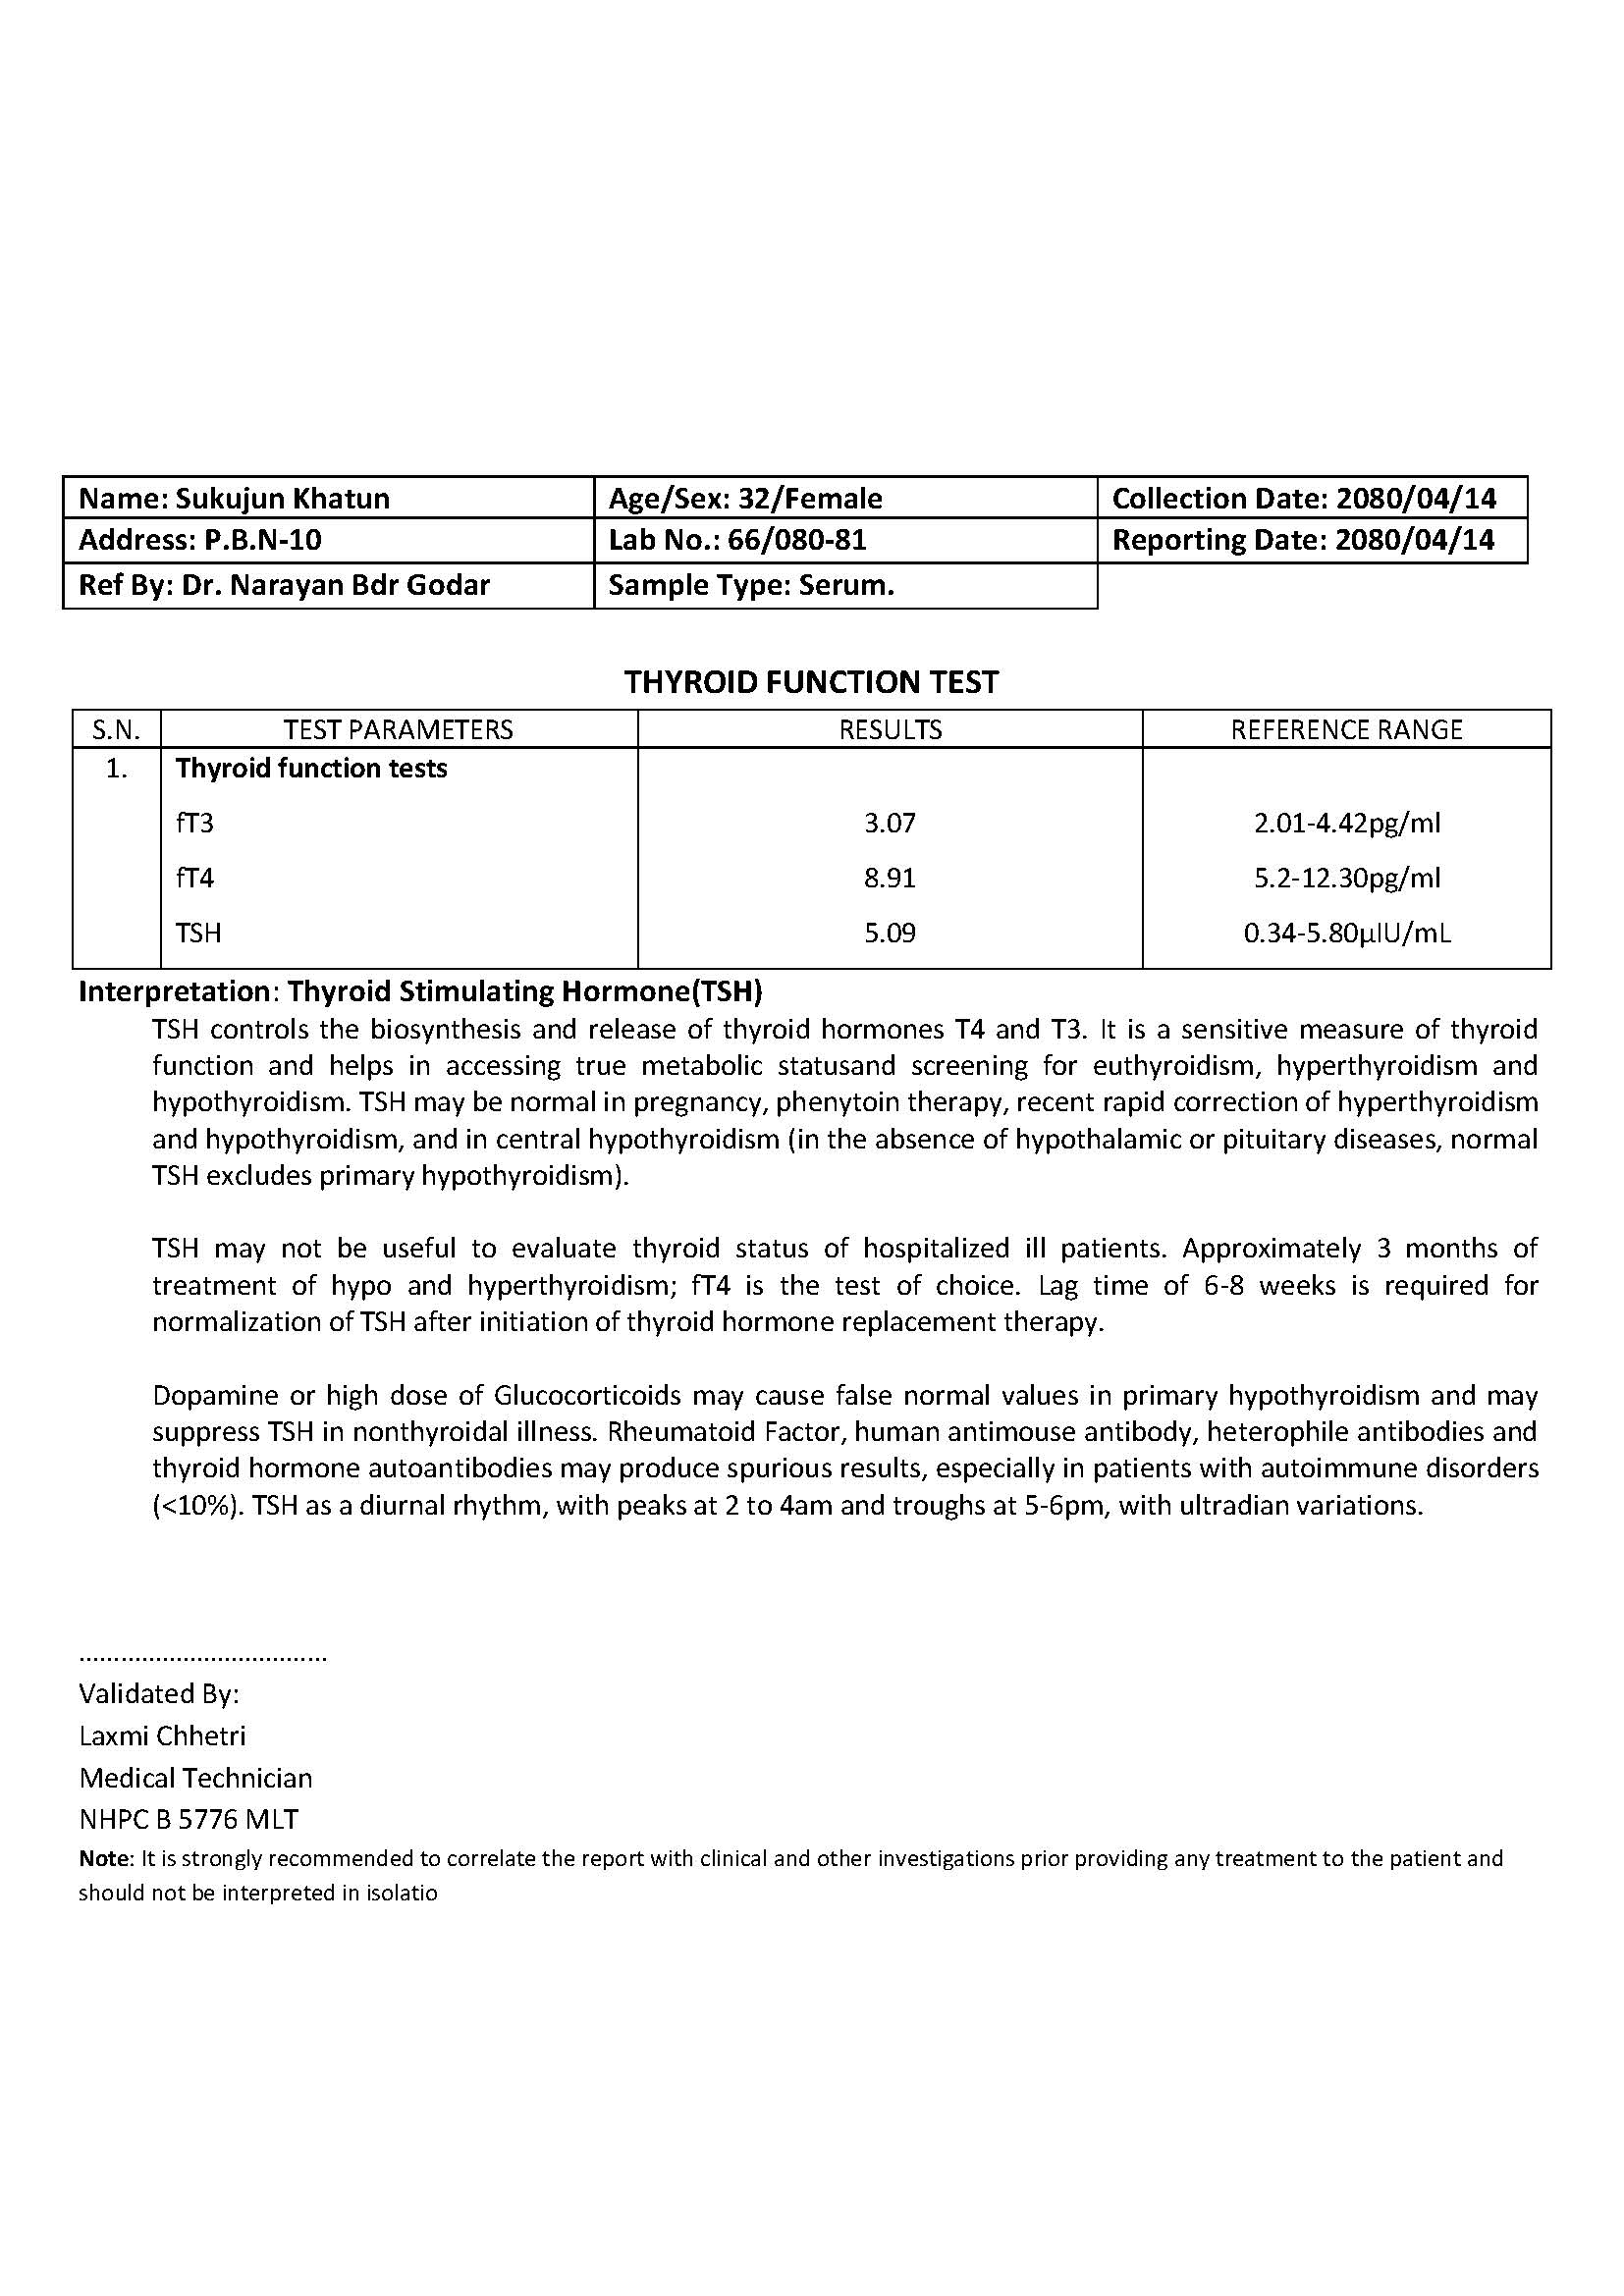 Name: Sukujun Khatun Age/Sex: 32/Female Collection Date: 2080/04/14
Address: P.B.N-10 Lab No.: 66/080-81 Reporting Date: 2080/04/14
Ref By: Dr. Narayan Bdr Godar Sample Type: Serum.
THYROID FUNCTION TEST
S.N. TEST PARAMETERS RESULTS REFERENCE RANGE
1. Thyroid function tests
fT3 3.07 2.01-4.42pg/ml
fT4 8.91 5.2-12.30pg/ml
TSH 5.09 0.34-5.80µIU/mL
Interpretation: Thyroid Stimulating Hormone(TSH)
TSH controls the biosynthesis and release of thyroid hormones T4 and T3. It is a sensitive measure of thyroid
function and helps in accessing true metabolic statusand screening for euthyroidism, hyperthyroidism and
hypothyroidism. TSH may be normal in pregnancy, phenytoin therapy, recent rapid correction of hyperthyroidism
and hypothyroidism, and in central hypothyroidism (in the absence of hypothalamic or pituitary diseases, normal
TSH excludes primary hypothyroidism).
TSH may not be useful to evaluate thyroid status of hospitalized ill patients. Approximately 3 months of
treatment of hypo and hyperthyroidism; fT4 is the test of choice. Lag time of 6-8 weeks is required for
normalization of TSH after initiation of thyroid hormone replacement therapy.
Dopamine or high dose of Glucocorticoids may cause false normal values in primary hypothyroidism and may
suppress TSH in nonthyroidal illness. Rheumatoid Factor, human antimouse antibody, heterophile antibodies and
thyroid hormone autoantibodies may produce spurious results, especially in patients with autoimmune disorders
(<10%). TSH as a diurnal rhythm, with peaks at 2 to 4am and troughs at 5-6pm, with ultradian variations.
....................................
Validated By:
Laxmi Chhetri
Medical Technician
NHPC B 5776 MLT
Note: It is strongly recommended to correlate the report with clinical and other investigations prior providing any treatment to the patient and
should not be interpreted in isolatio